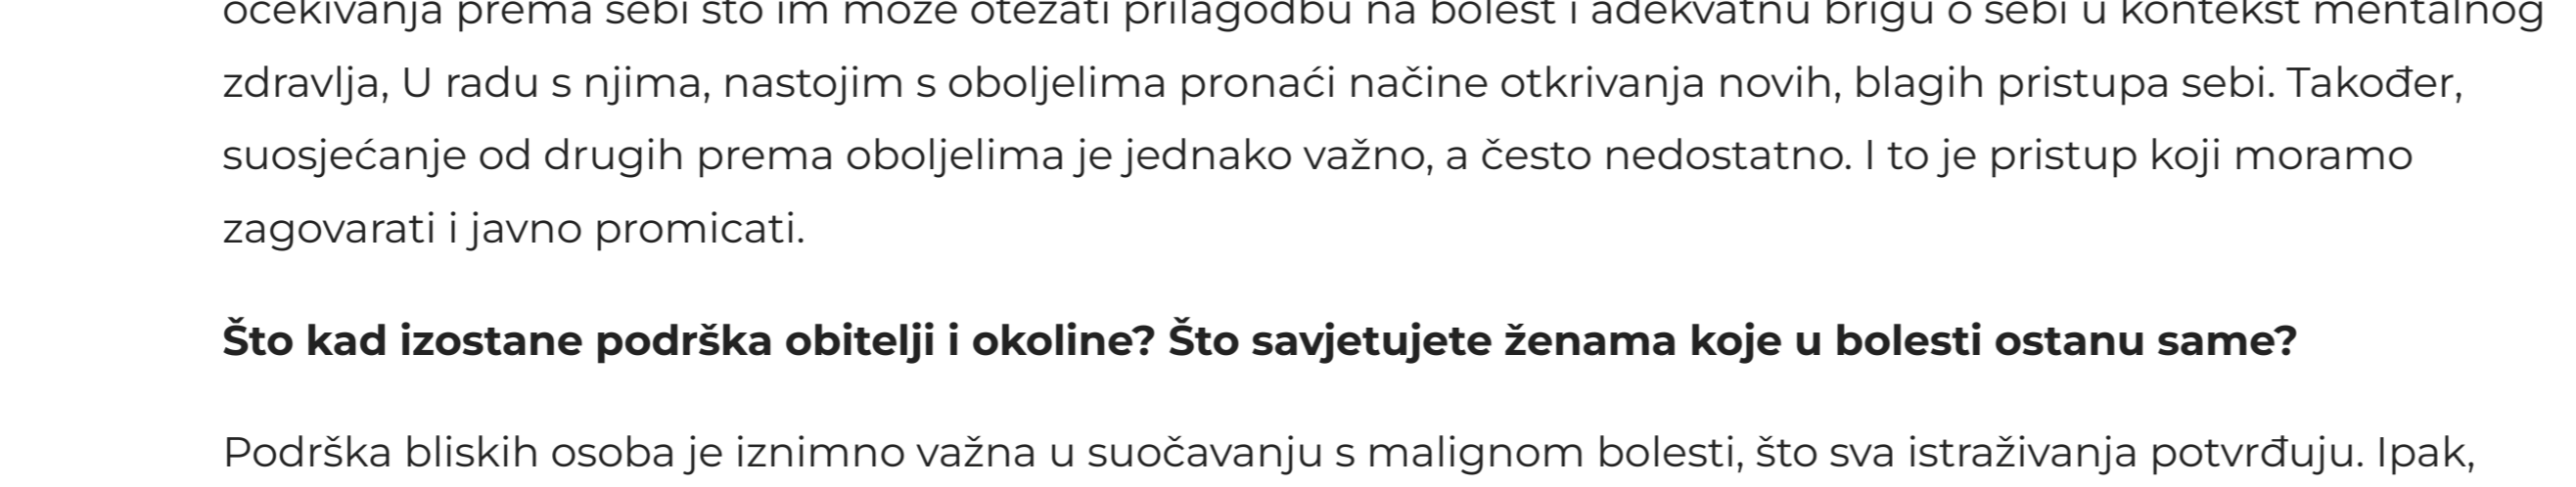 očekivanja prema sebi što im može otežati prilagodbu na bolest i adekvatnu brigu o sebi u kontekst mentalnog
zdravlja, U radu s njima, nastojim s oboljelima pronaći načine otkrivanja novih, blagih pristupa sebi. Također,
suosjećanje od drugih prema oboljelima je jednako važno, a često nedostatno. I to je pristup koji moramo
zagovarati i javno promicati.
Što kad izostane podrška obitelji i okoline? Što savjetujete ženama koje u bolesti ostanu same?
Podrška bliskih osoba je iznimno važna u suočavanju s malignom bolesti, što sva istraživanja potvrđuju. Ipak,